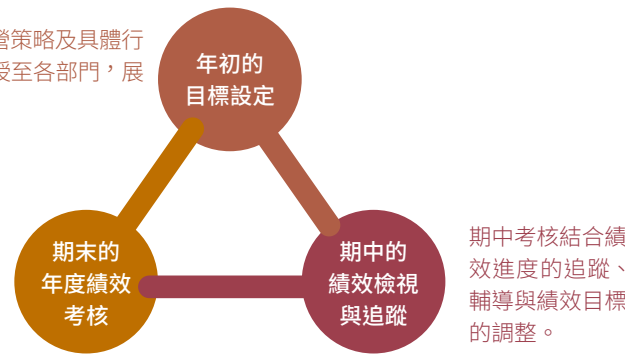 營策略及具體行
授至各部門，展
年初的
目標設定
期末的
年度績效
考核
期中的
績效檢視
與追蹤
期中考核結合績
效進度的追蹤、
輔導與績效目標
的調整。